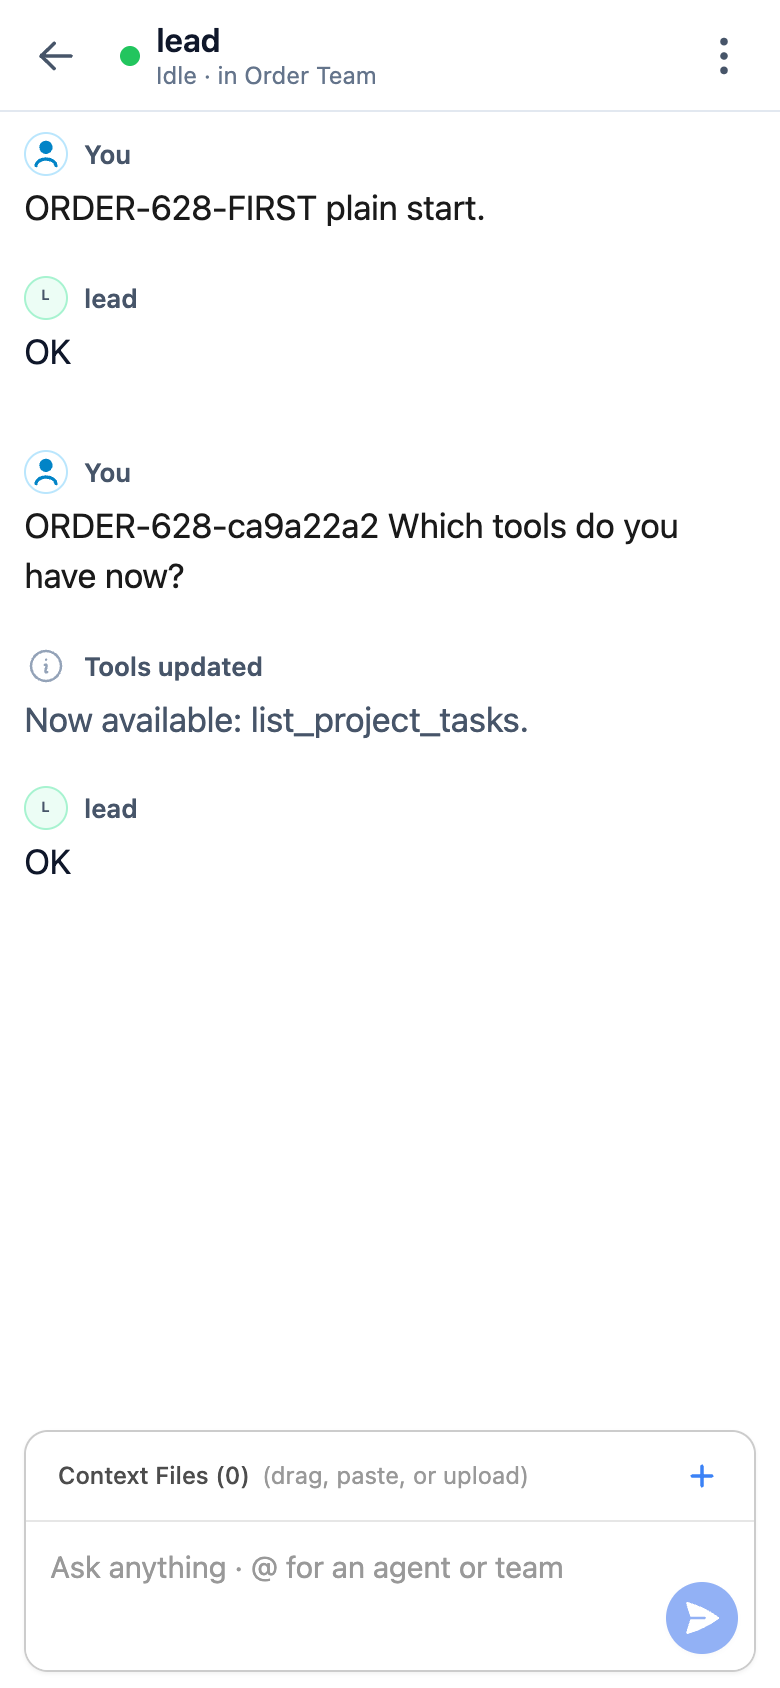 lead
Idle · in Order Team
You
ORDER-628-FIRST plain start.
L
lead
OK
You
ORDER-628-ca9a22a2 Which tools do you
have now?
Tools updated
Now available: list_project_tasks.
L
lead
OK
Context Files (0) (drag, paste, or upload)
Ask anything · @ for an agent or team